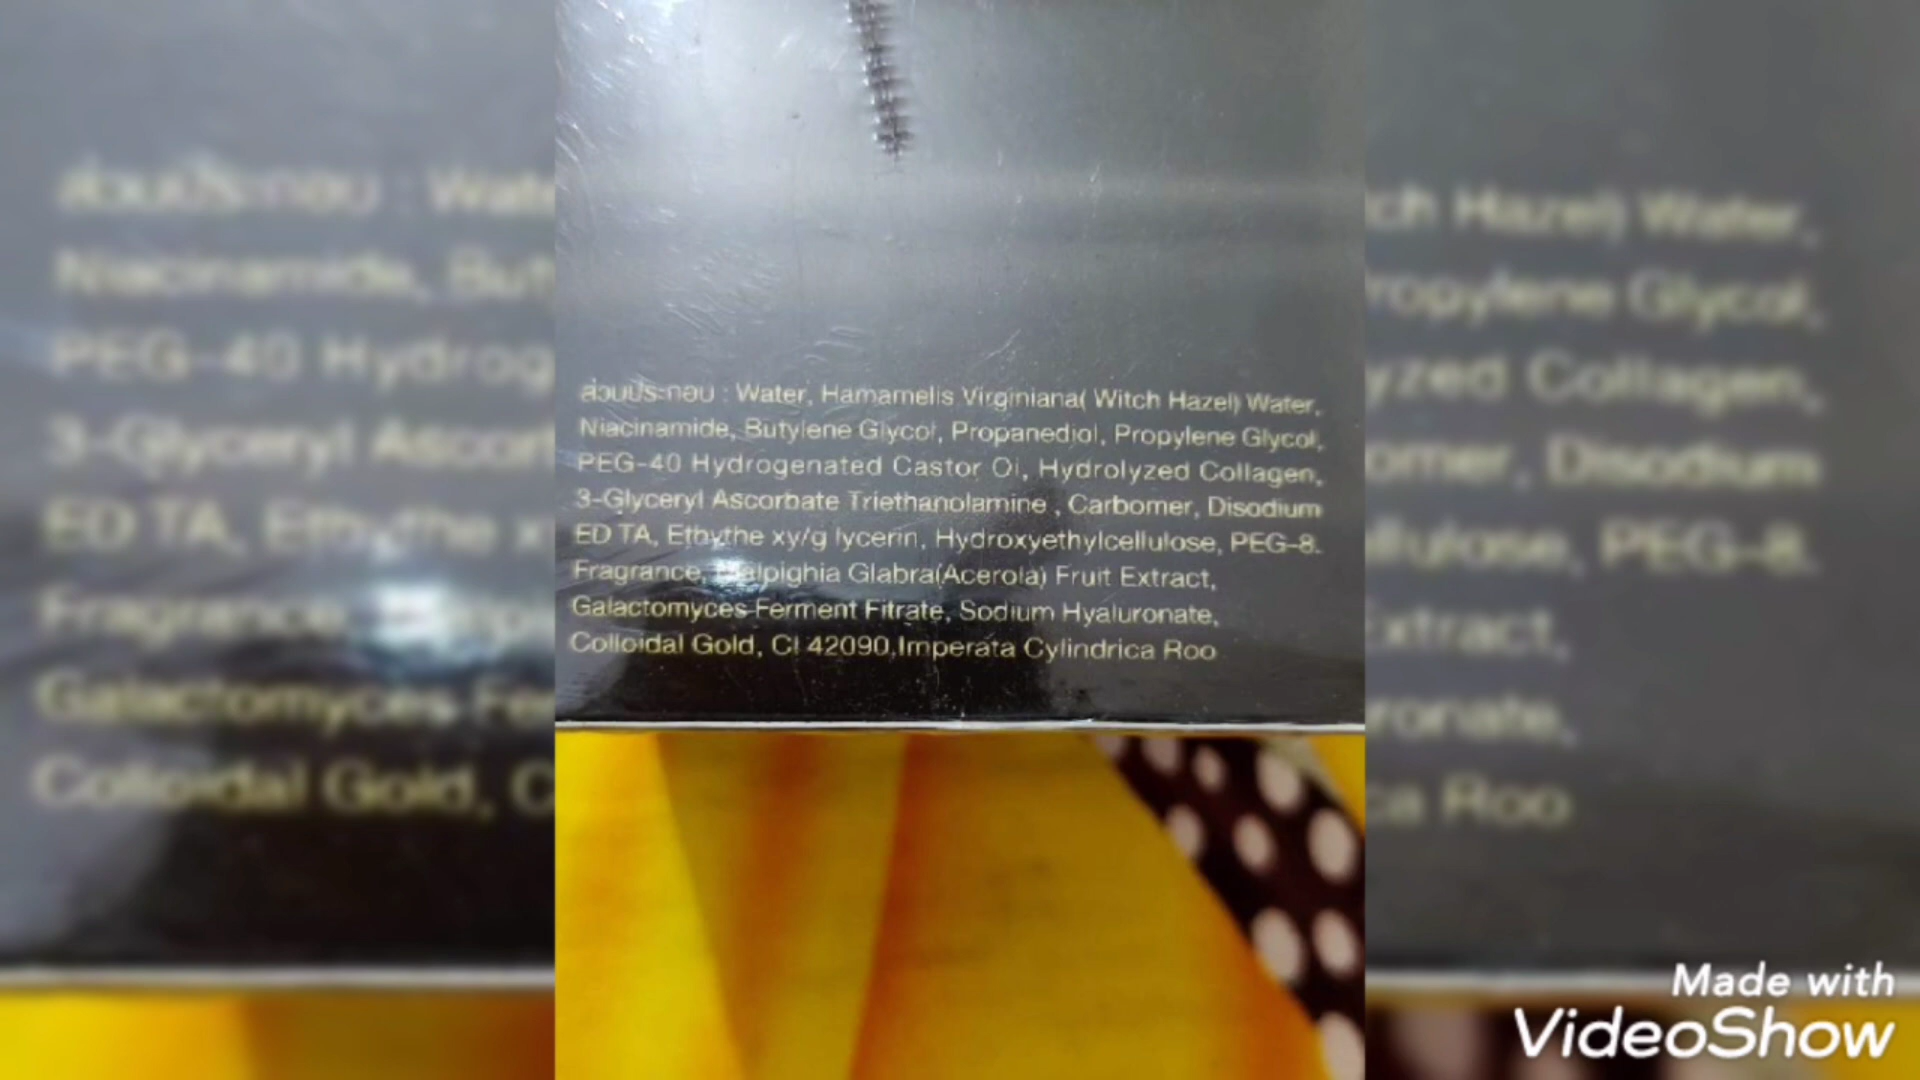 ส่วนประกอบ : Water, Hamamelis Virginiana( Witch Hazel) Water,
Niacinamide, Butylene Glycol, Propanediol, Propylene Glycol,
PEG-40 Hydrogenated Castor Oi, Hydrolyzed Collagen,
3-Glyceryl Ascorbate Triethanolamine , Carbomer, Disodium
ED TA, Ethylhe xy/g lycerin, Hydroxyethylcellulose, PEG-8.
Fragrance, Malpighia Glabra(Acerola) Fruit Extract,
Galactomyces Ferment Fitrate, Sodium Hyaluronate,
Colloidal Gold, CI 42090,Imperata Cylindrica Roo
Made with
VideoShow